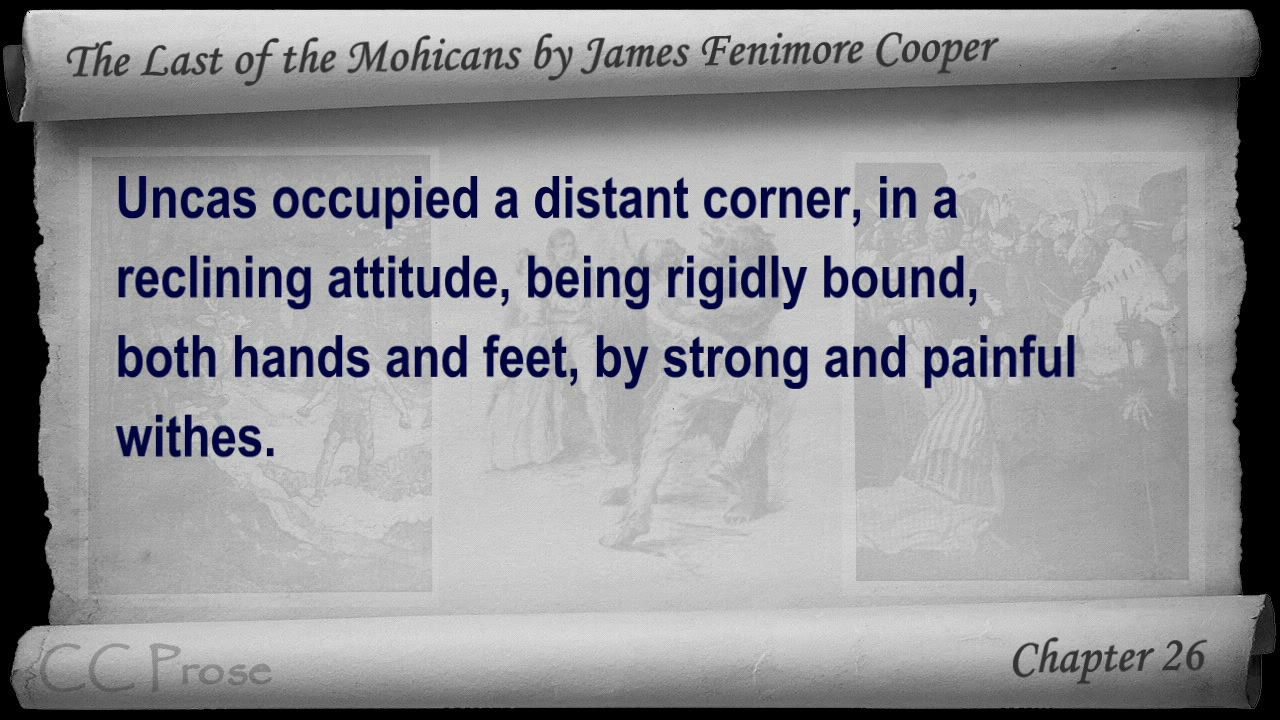 The Last of the Mohicans by James Fenimore Cooper
Uncas occupied a distant corner, in a
reclining attitude, being rigidly bound,
both hands and feet, by strong and painful
withes.
CC Prose
Chapter 26